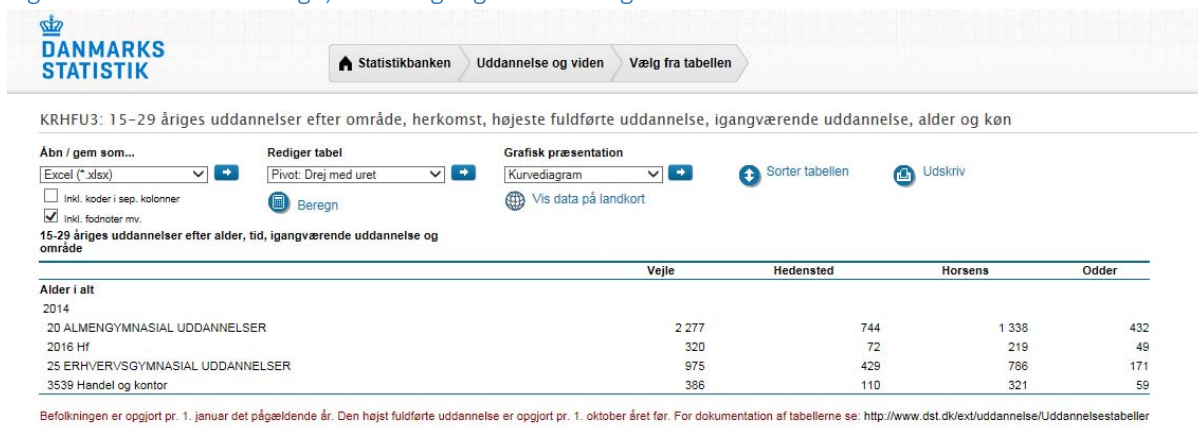 DANMARKS
STATISTIK
Statistikbanken Uddannelse og viden Vælg fra tabellen
KRHFU3: 15-29 åriges uddannelser efter område, herkomst, højeste fuldførte uddannelse, igangværende uddannelse, alder og køn
Åbn / gem som... Rediger tabel Grafisk præsentation
Excel (*.xlsx) Pivot: Drej med uret Kurvediagram Sorter tabellen Udskriv
Inkl. koder i sep. kolonner Beregn Vis data på landkort
Inkl. fodnoter mv.
15-29 åriges uddannelser efter alder, tid, igangværende uddannelse og
område
Vejle Hedensted Horsens Odder
Alder i alt
2014
20 ALMENGYMNASIAL UDDANNELSER 2 277 744 1 338 432
2016 Hf 320 72 219 49
25 ERHVERVSGYMNASIAL UDDANNELSER 975 429 786 171
3539 Handel og kontor 386 110 321 59
Befolkningen er opgjort pr. 1. januar det pågældende år. Den højst fuldførte uddannelse er opgjort pr. 1. oktober året før. For dokumentation af tabellerne se: http://www.dst.dk/ext/uddannelse/Uddannelsestabeller